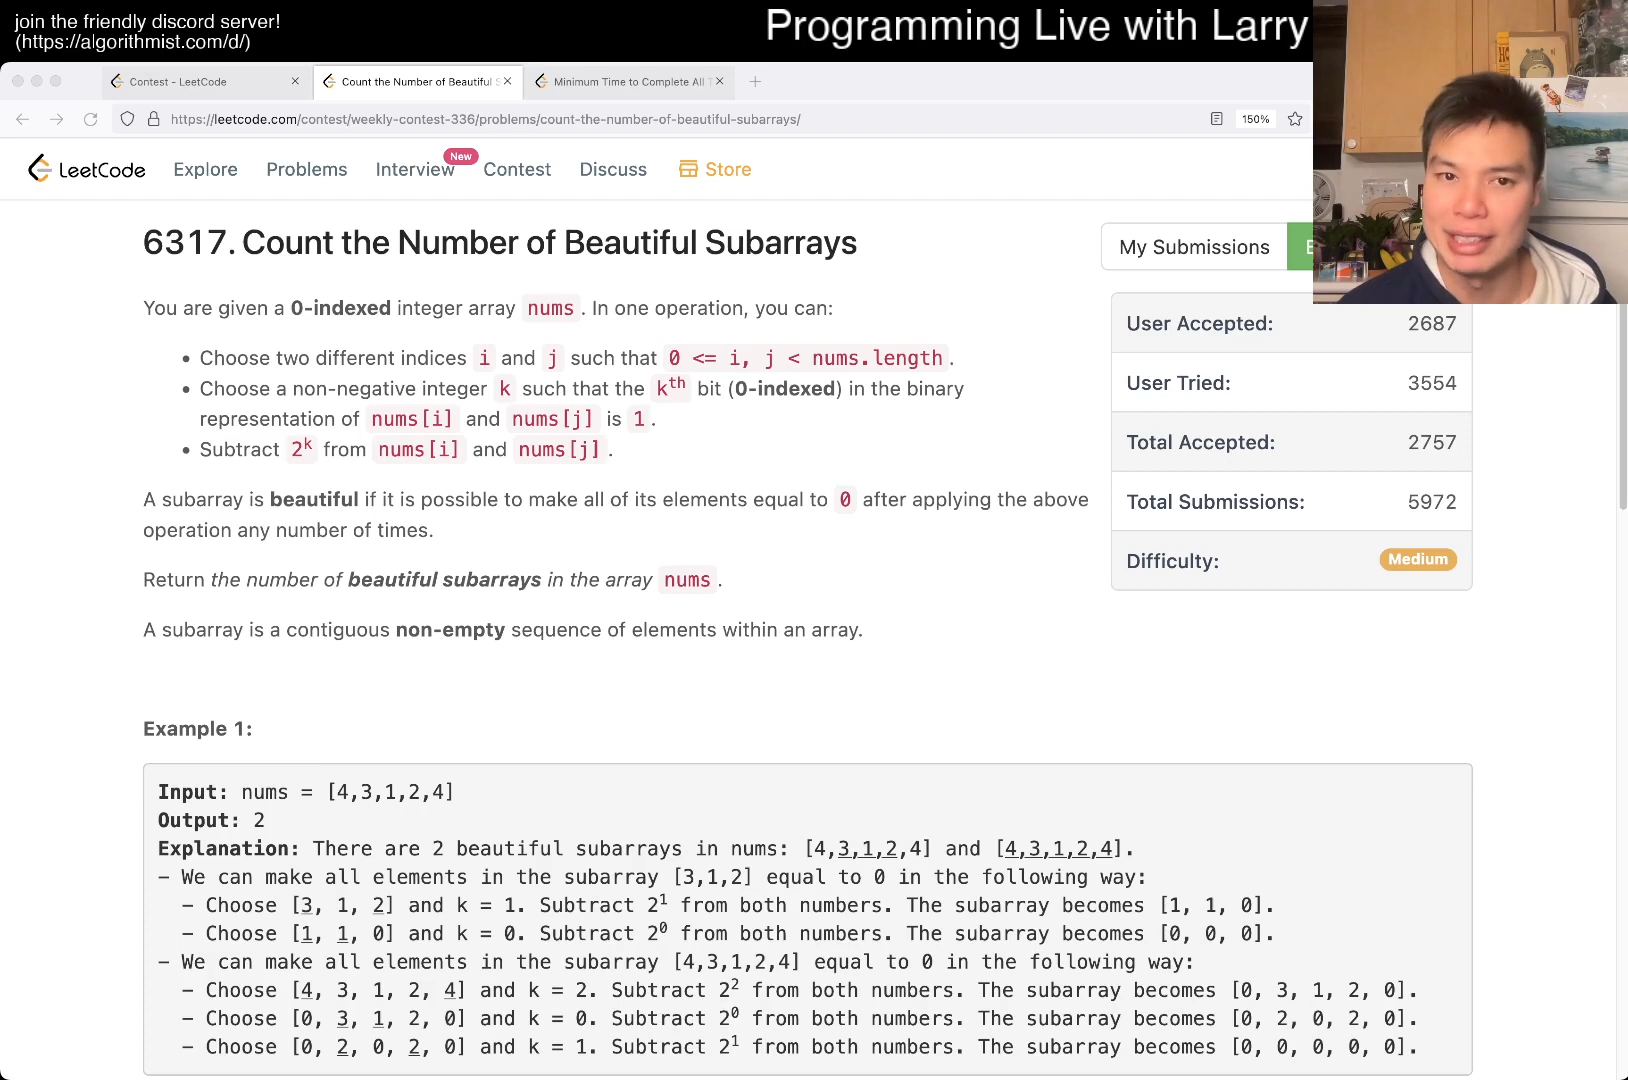 join the friendly discord server!
(https://algorithmist.com/d/)
Programming Live with Larry
Contest - LeetCode
Count the Number of Beautiful S
Minimum Time to Complete All T
https://leetcode.com/contest/weekly-contest-336/problems/count-the-number-of-beautiful-subarrays/
150%
LeetCode
Explore
Problems
Interview
New
Contest
Discuss
Store
6317. Count the Number of Beautiful Subarrays
My Submissions
You are given a 0-indexed integer array nums. In one operation, you can:
• Choose two different indices i and j such that 0 <= i, j < nums.length.
• Choose a non-negative integer k such that the kth bit (0-indexed) in the binary
representation of nums[i] and nums[j] is 1.
• Subtract 2^k from nums[i] and nums[j].
A subarray is beautiful if it is possible to make all of its elements equal to 0 after applying the above
operation any number of times.
Return the number of beautiful subarrays in the array nums.
A subarray is a contiguous non-empty sequence of elements within an array.
User Accepted: 2687
User Tried: 3554
Total Accepted: 2757
Total Submissions: 5972
Difficulty: Medium
Example 1:
Input: nums = [4,3,1,2,4]
Output: 2
Explanation: There are 2 beautiful subarrays in nums: [4,3,1,2,4] and [4,3,1,2,4].
- We can make all elements in the subarray [3,1,2] equal to 0 in the following way:
- Choose [3, 1, 2] and k = 1. Subtract 2^1 from both numbers. The subarray becomes [1, 1, 0].
- Choose [1, 1, 0] and k = 0. Subtract 2^0 from both numbers. The subarray becomes [0, 0, 0].
- We can make all elements in the subarray [4,3,1,2,4] equal to 0 in the following way:
- Choose [4, 3, 1, 2, 4] and k = 2. Subtract 2^2 from both numbers. The subarray becomes [0, 3, 1, 2, 0].
- Choose [0, 3, 1, 2, 0] and k = 0. Subtract 2^0 from both numbers. The subarray becomes [0, 2, 0, 2, 0].
- Choose [0, 2, 0, 2, 0] and k = 1. Subtract 2^1 from both numbers. The subarray becomes [0, 0, 0, 0, 0].